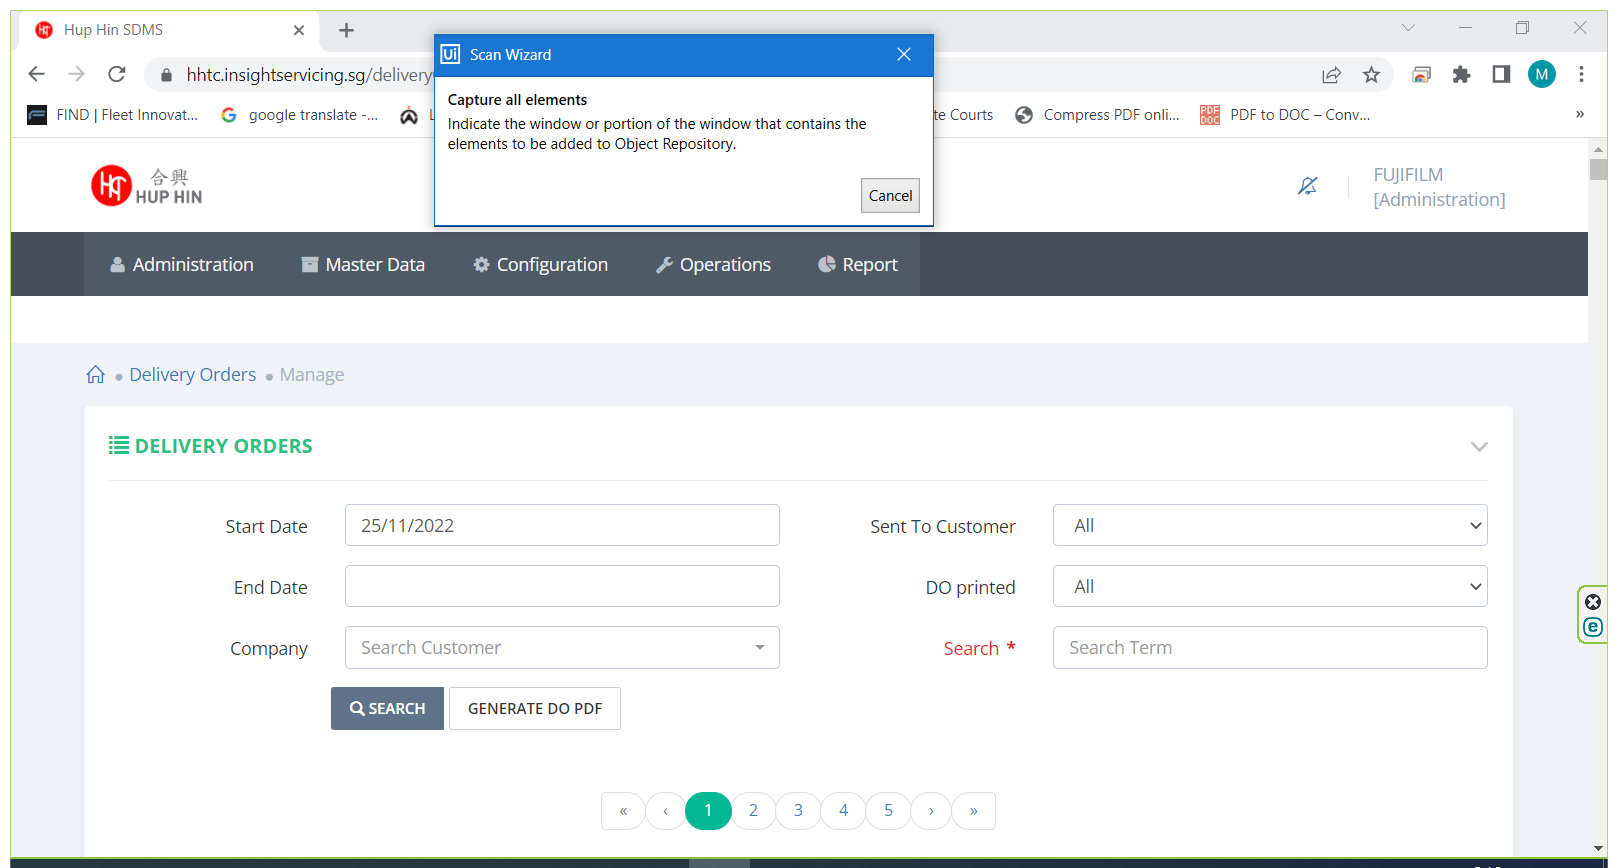 Hup Hin SDMS
Ui Scan Wizard
hhtc.insightservicing.sg/delivery
M
Capture all elements
Indicate the window or portion of the window that contains the
elements to be added to Object Repository.
Cancel
FIND | Fleet Innovat...
google translate -...
te Courts
Compress PDF onli...
PDF DOC
PDF to DOC – Conv...
»
合興
HUP HIN
FUJIFILM
[Administration]
Administration
Master Data
Configuration
Operations
Report
Delivery Orders
Manage
DELIVERY ORDERS
Start Date
25/11/2022
Sent To Customer
All
End Date
DO printed
All
Company
Search Customer
Search *
Search Term
SEARCH
GENERATE DO PDF
« ‹ 1 2 3 4 5 › »